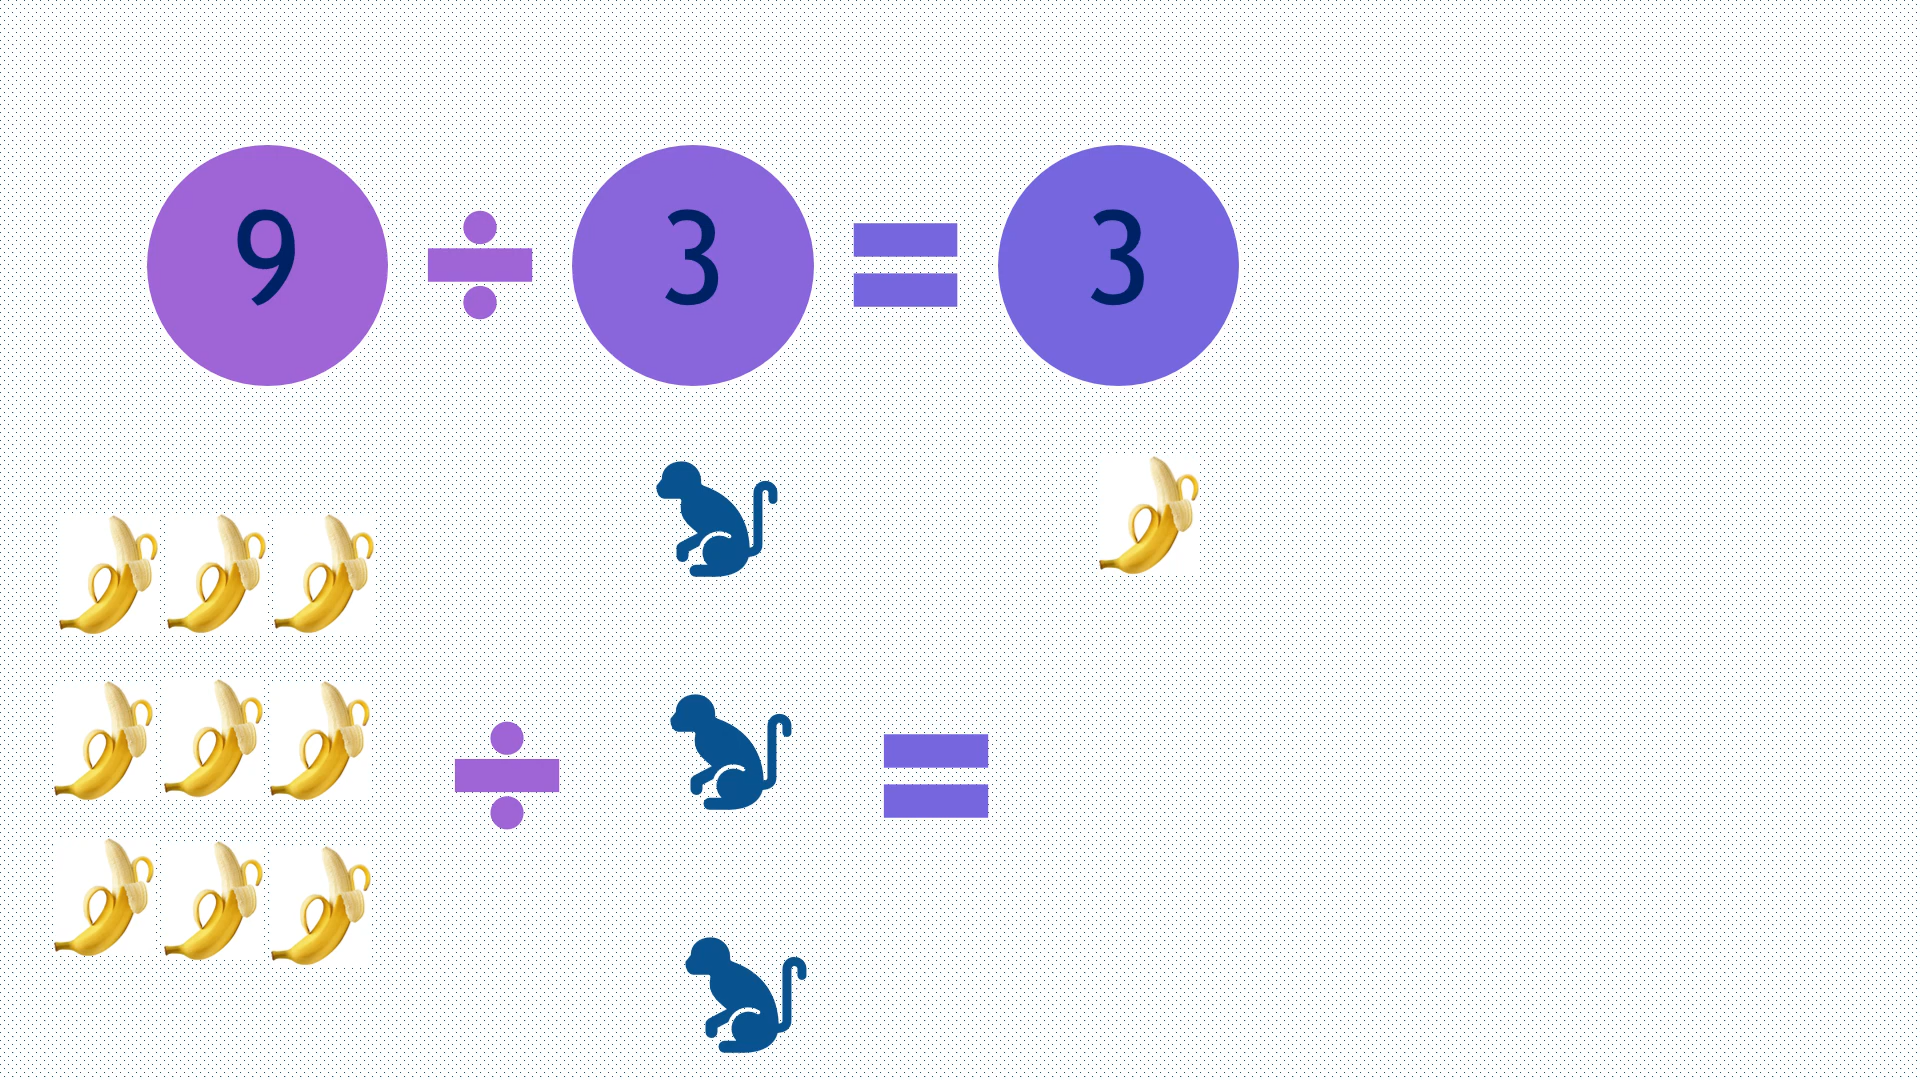 9 ÷ 3 = 3
÷ =